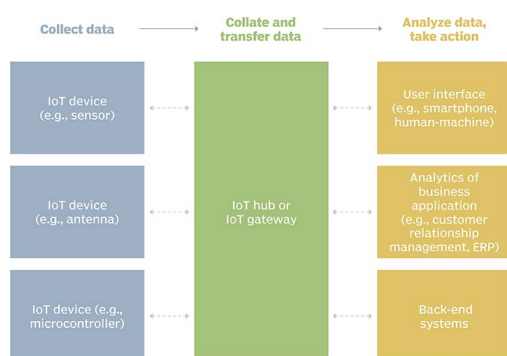 Collect data
Collate and
transfer data
Analyze data,
take action
IoT device
(e.g., sensor)
IoT device
(e.g., antenna)
IoT device (e.g.,
microcontroller)
IoT hub or
IoT gateway
User interface
(e.g., smartphone,
human-machine)
Analytics of
business
application
(e.g., customer
relationship
management, ERP)
Back-end
systems